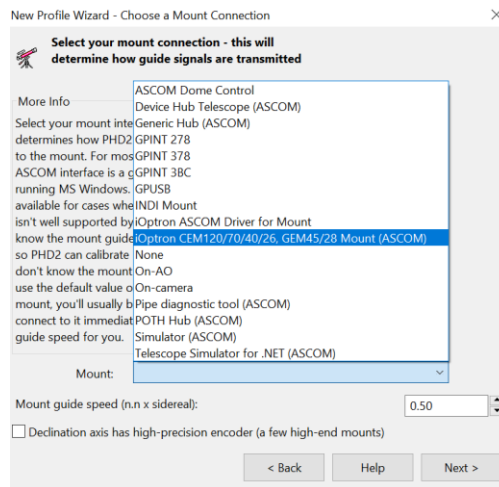 New Profile Wizard - Choose a Mount Connection
Select your mount connection - this will
determine how guide signals are transmitted
More Info
Select your mount inte
determines how PHD2
to the mount. For mos
ASCOM interface is a g
running MS Windows.
available for cases whe
isn't well supported by
know the mount guide
so PHD2 can calibrate
don't know the mount
use the default value o
mount, you'll usually b
connect to it immediat
guide speed for you.
ASCOM Dome Control
Device Hub Telescope (ASCOM)
Generic Hub (ASCOM)
GPINT 278
GPINT 378
GPINT 3BC
GPUSB
INDI Mount
iOptron ASCOM Driver for Mount
iOptron CEM120/70/40/26, GEM45/28 Mount (ASCOM)
None
On-AO
On-camera
Pipe diagnostic tool (ASCOM)
POTH Hub (ASCOM)
Simulator (ASCOM)
Telescope Simulator for .NET (ASCOM)
Mount:
Mount guide speed (n.n x sidereal):
0.50
Declination axis has high-precision encoder (a few high-end mounts)
< Back
Help
Next >